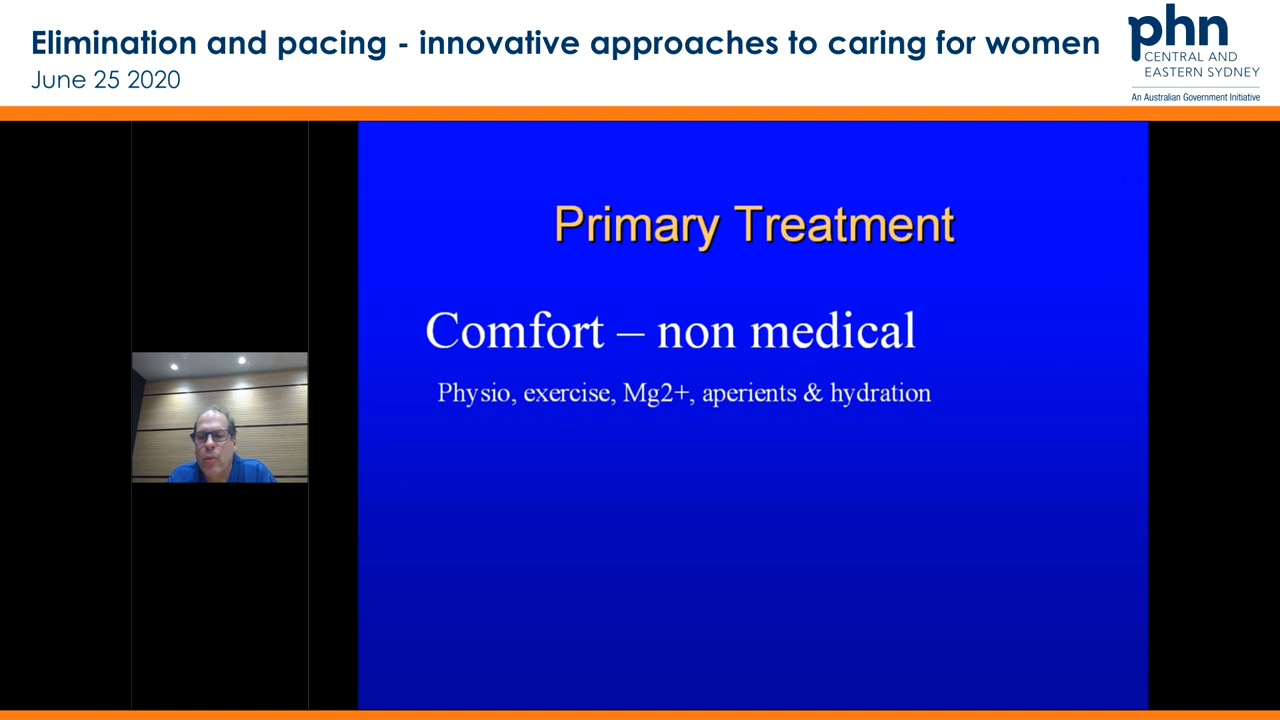 Elimination and pacing - innovative approaches to caring for women
June 25 2020
phn
CENTRAL AND
EASTERN SYDNEY
An Australian Government Initiative
Primary Treatment
Comfort – non medical
Physio, exercise, Mg2+, aperients & hydration